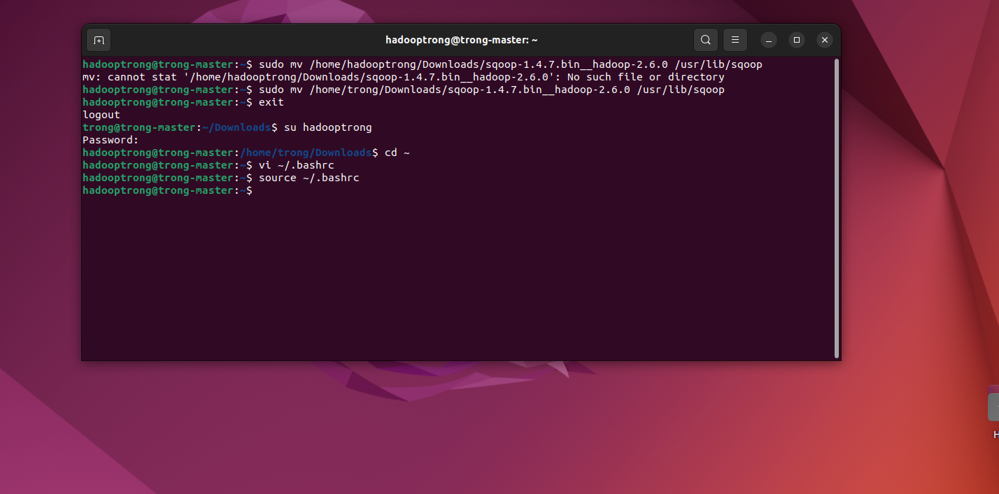 hadooptrong@trong-master: ~
hadooptrong@trong-master:~$ sudo mv /home/hadooptrong/Downloads/sqoop-1.4.7.bin__hadoop-2.6.0 /usr/lib/sqoop
mv: cannot stat '/home/hadooptrong/Downloads/sqoop-1.4.7.bin__hadoop-2.6.0': No such file or directory
hadooptrong@trong-master:~$ sudo mv /home/trong/Downloads/sqoop-1.4.7.bin__hadoop-2.6.0 /usr/lib/sqoop
hadooptrong@trong-master:~$ exit
logout
trong@trong-master:~/Downloads$ su hadooptrong
Password:
hadooptrong@trong-master:/home/trong/Downloads$ cd ~
hadooptrong@trong-master:~$ vi ~/.bashrc
hadooptrong@trong-master:~$ source ~/.bashrc
hadooptrong@trong-master:~$